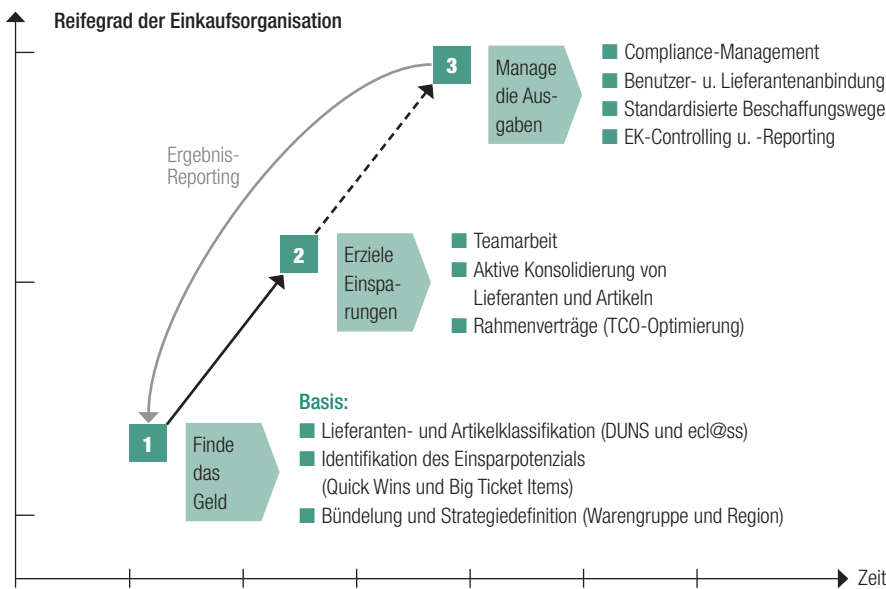 Reifegrad der Einkaufsorganisation
3
Manage
die Aus-
gaben
Compliance-Management
Benutzer- u. Lieferantenanbindung
Standardisierte Beschaffungswege
EK-Controlling u. -Reporting
Ergebnis-
Reporting
2
Erziele
Einspa-
rungen
Teamarbeit
Aktive Konsolidierung von
Lieferanten und Artikeln
Rahmenverträge (TCO-Optimierung)
1
Finde
das
Geld
Basis:
Lieferanten- und Artikelklassifikation (DUNS und ecl@ss)
Identifikation des Einsparpotenzials
(Quick Wins und Big Ticket Items)
Bündelung und Strategiedefinition (Warengruppe und Region)
Zeit